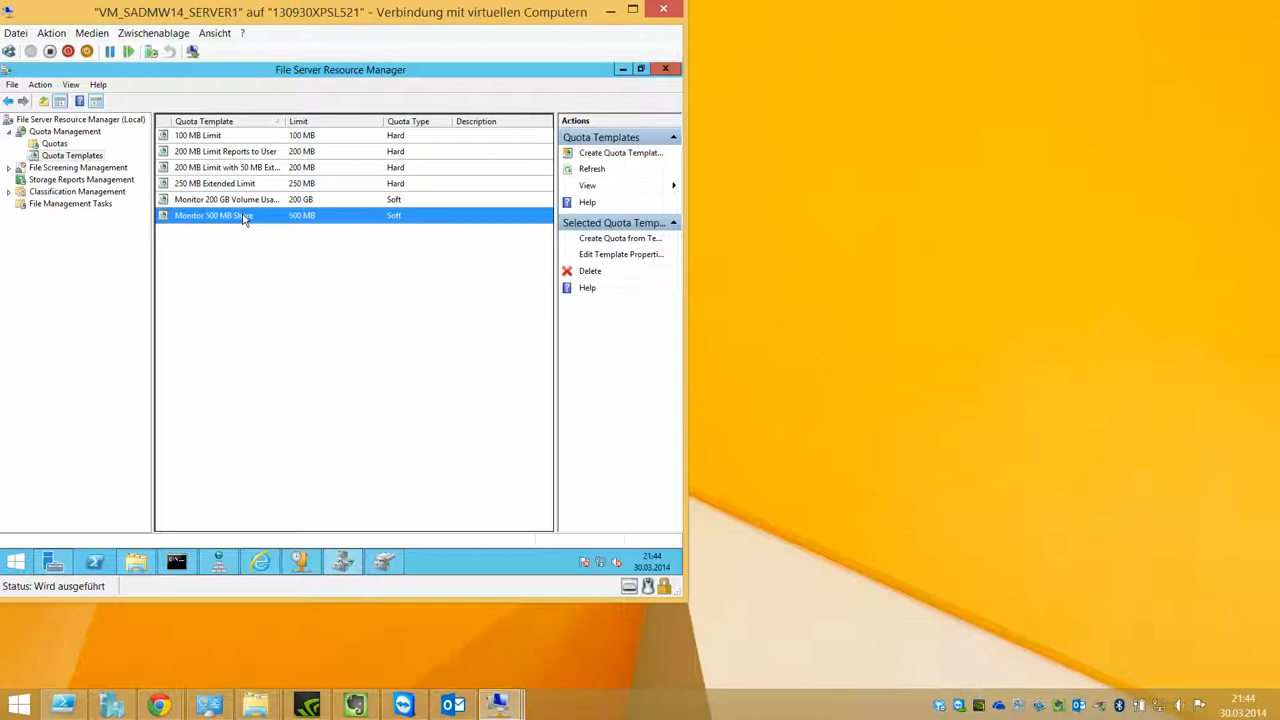 "VM_SADMW14_SERVER1" auf "130930XPSL521" - Verbindung mit virtuellen Computern
Datei Aktion Medien Zwischenablage Ansicht ?
File Server Resource Manager
File Action View Help
File Server Resource Manager (Local)
Quota Management
Quotas
Quota Templates
File Screening Management
Storage Reports Management
Classification Management
File Management Tasks
Quota Template Limit Quota Type Description
100 MB Limit 100 MB Hard
200 MB Limit Reports to User 200 MB Hard
200 MB Limit with 50 MB Ext... 200 MB Hard
250 MB Extended Limit 250 MB Hard
Monitor 200 GB Volume Usa... 200 GB Soft
Monitor 500 MB Share 500 MB Soft
Actions
Quota Templates
Create Quota Templat...
Refresh
View
Help
Selected Quota Temp...
Create Quota from Te...
Edit Template Properti...
Delete
Help
21:44
30.03.2014
Status: Wird ausgeführt
21:44
30.03.2014